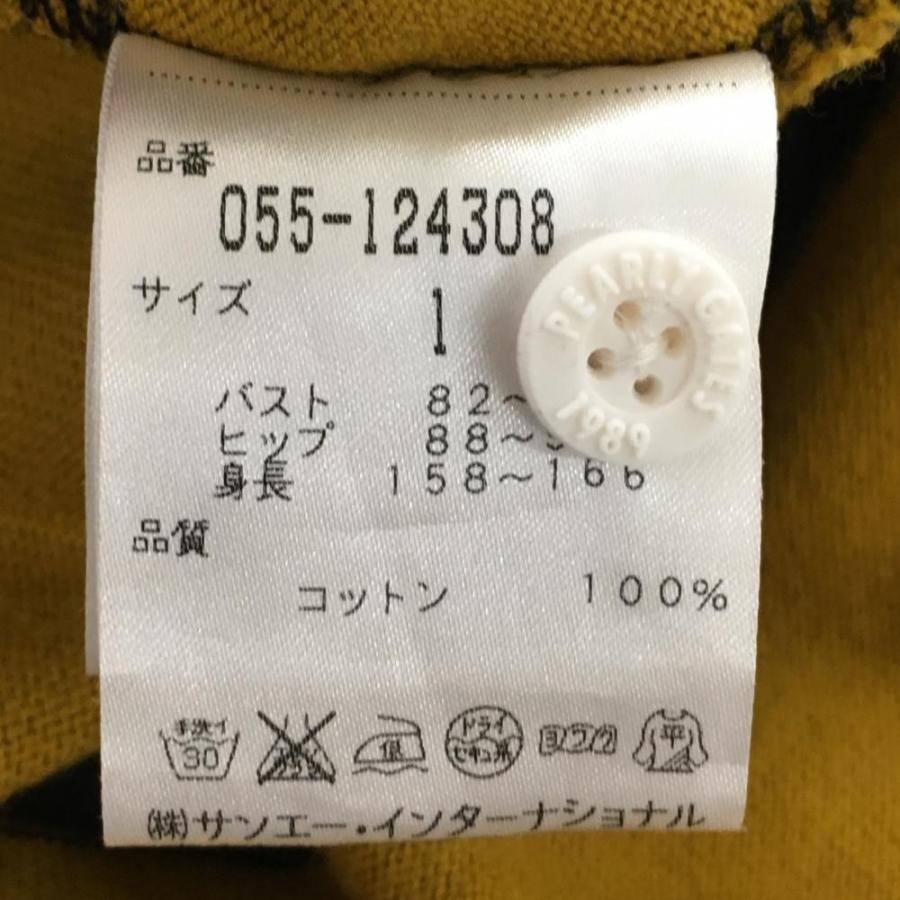 品番
055-124308
サイズ 1
PEARLY GATES
1989
バスト 82~
ヒップ 88~
身長 158~166
品質
コットン 100%
手洗イ
30
低
ドライ
セキユ系
ヨワク
平
(株)サンエー・インターナショナル